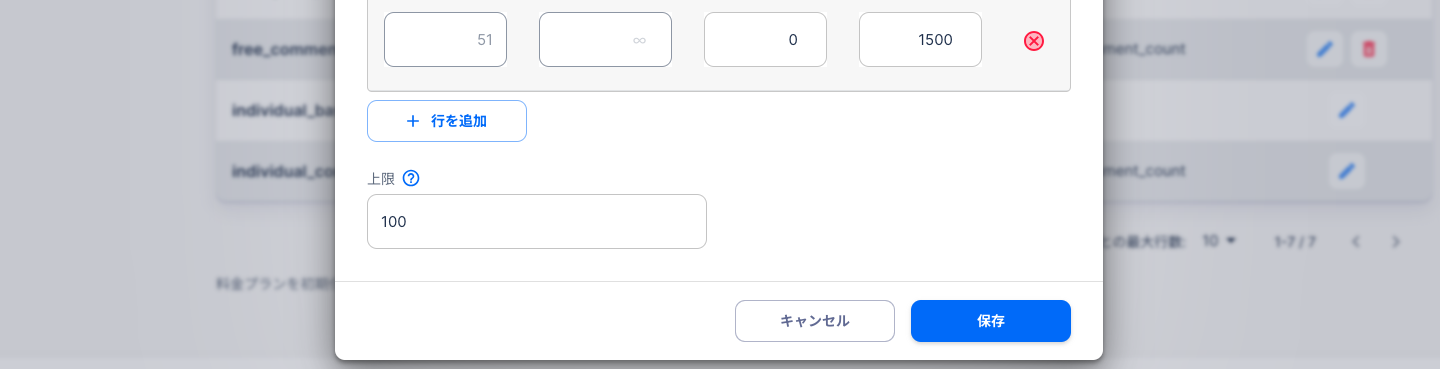 51 ∞ 0 1500
free_commen ment_count
+ 行を追加
individual_ba
上限 ?
individual_co ment_count
100
との最大行数: 10 1-7 / 7
料金プランを初期
キャンセル 保存